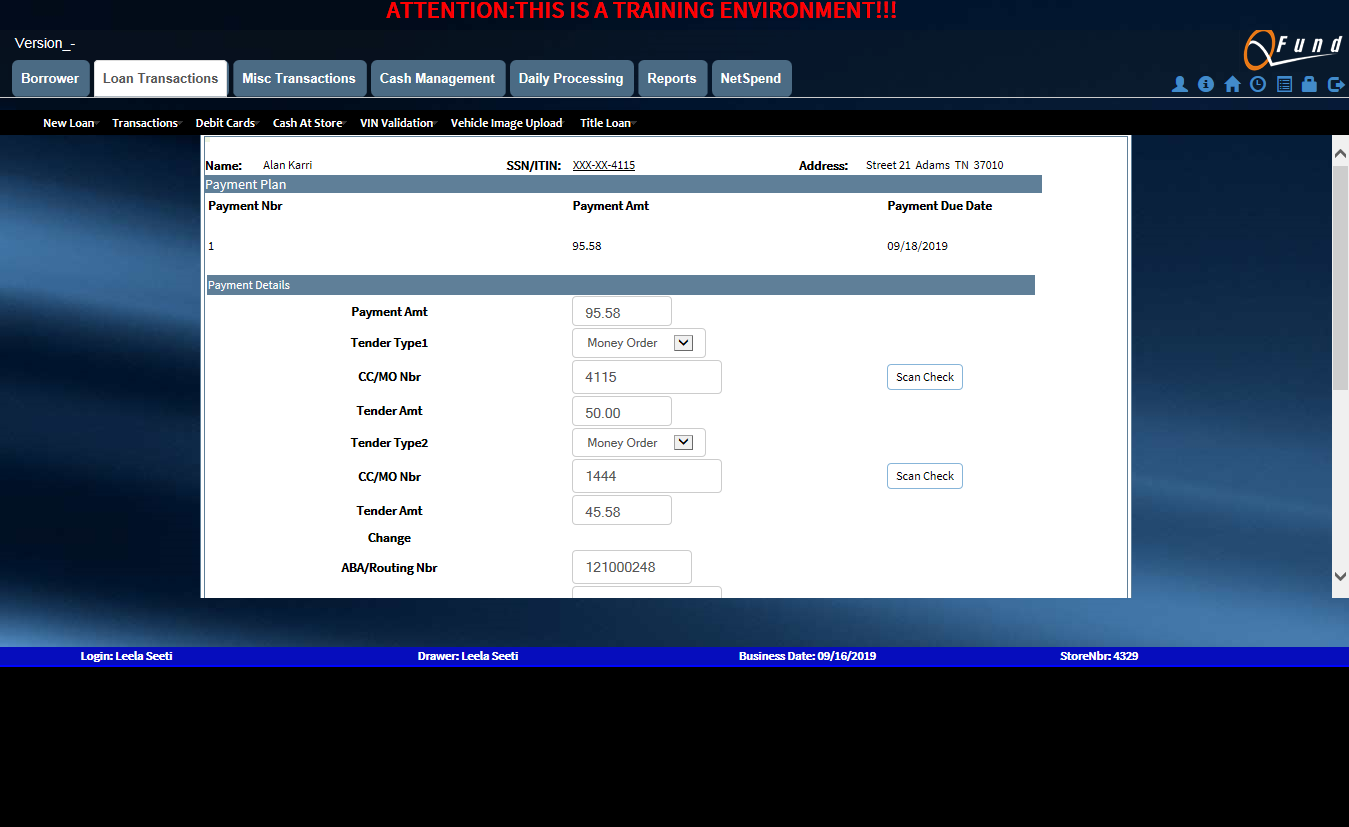 ATTENTION:THIS IS A TRAINING ENVIRONMENT!!!
Version_-
QFund
Borrower Loan Transactions Misc Transactions Cash Management Daily Processing Reports NetSpend
New Loan Transactions Debit Cards Cash At Store VIN Validation Vehicle Image Upload Title Loan
Name: Alan Karri SSN/ITIN: XXX-XX-4115 Address: Street 21 Adams TN 37010
Payment Plan
Payment Nbr Payment Amt Payment Due Date
1 95.58 09/18/2019
Payment Details
Payment Amt 95.58
Tender Type1 Money Order
CC/MO Nbr 4115 Scan Check
Tender Amt 50.00
Tender Type2 Money Order
CC/MO Nbr 1444 Scan Check
Tender Amt 45.58
Change
ABA/Routing Nbr 121000248
Login: Leela Seeti Drawer: Leela Seeti Business Date: 09/16/2019 StoreNbr: 4329